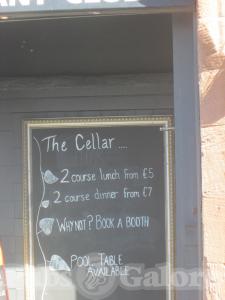 The Cellar....
2 course lunch from £5
2 course dinner from £7
WHY NOT? BOOK A BOOTH
POOL TABLE
AVAILABLE